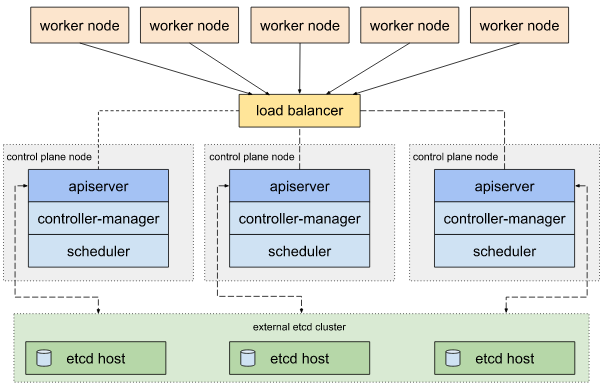 worker node
worker node
worker node
worker node
worker node
load balancer
control plane node
control plane node
control plane node
apiserver
apiserver
apiserver
controller-manager
controller-manager
controller-manager
scheduler
scheduler
scheduler
external etcd cluster
etcd host
etcd host
etcd host